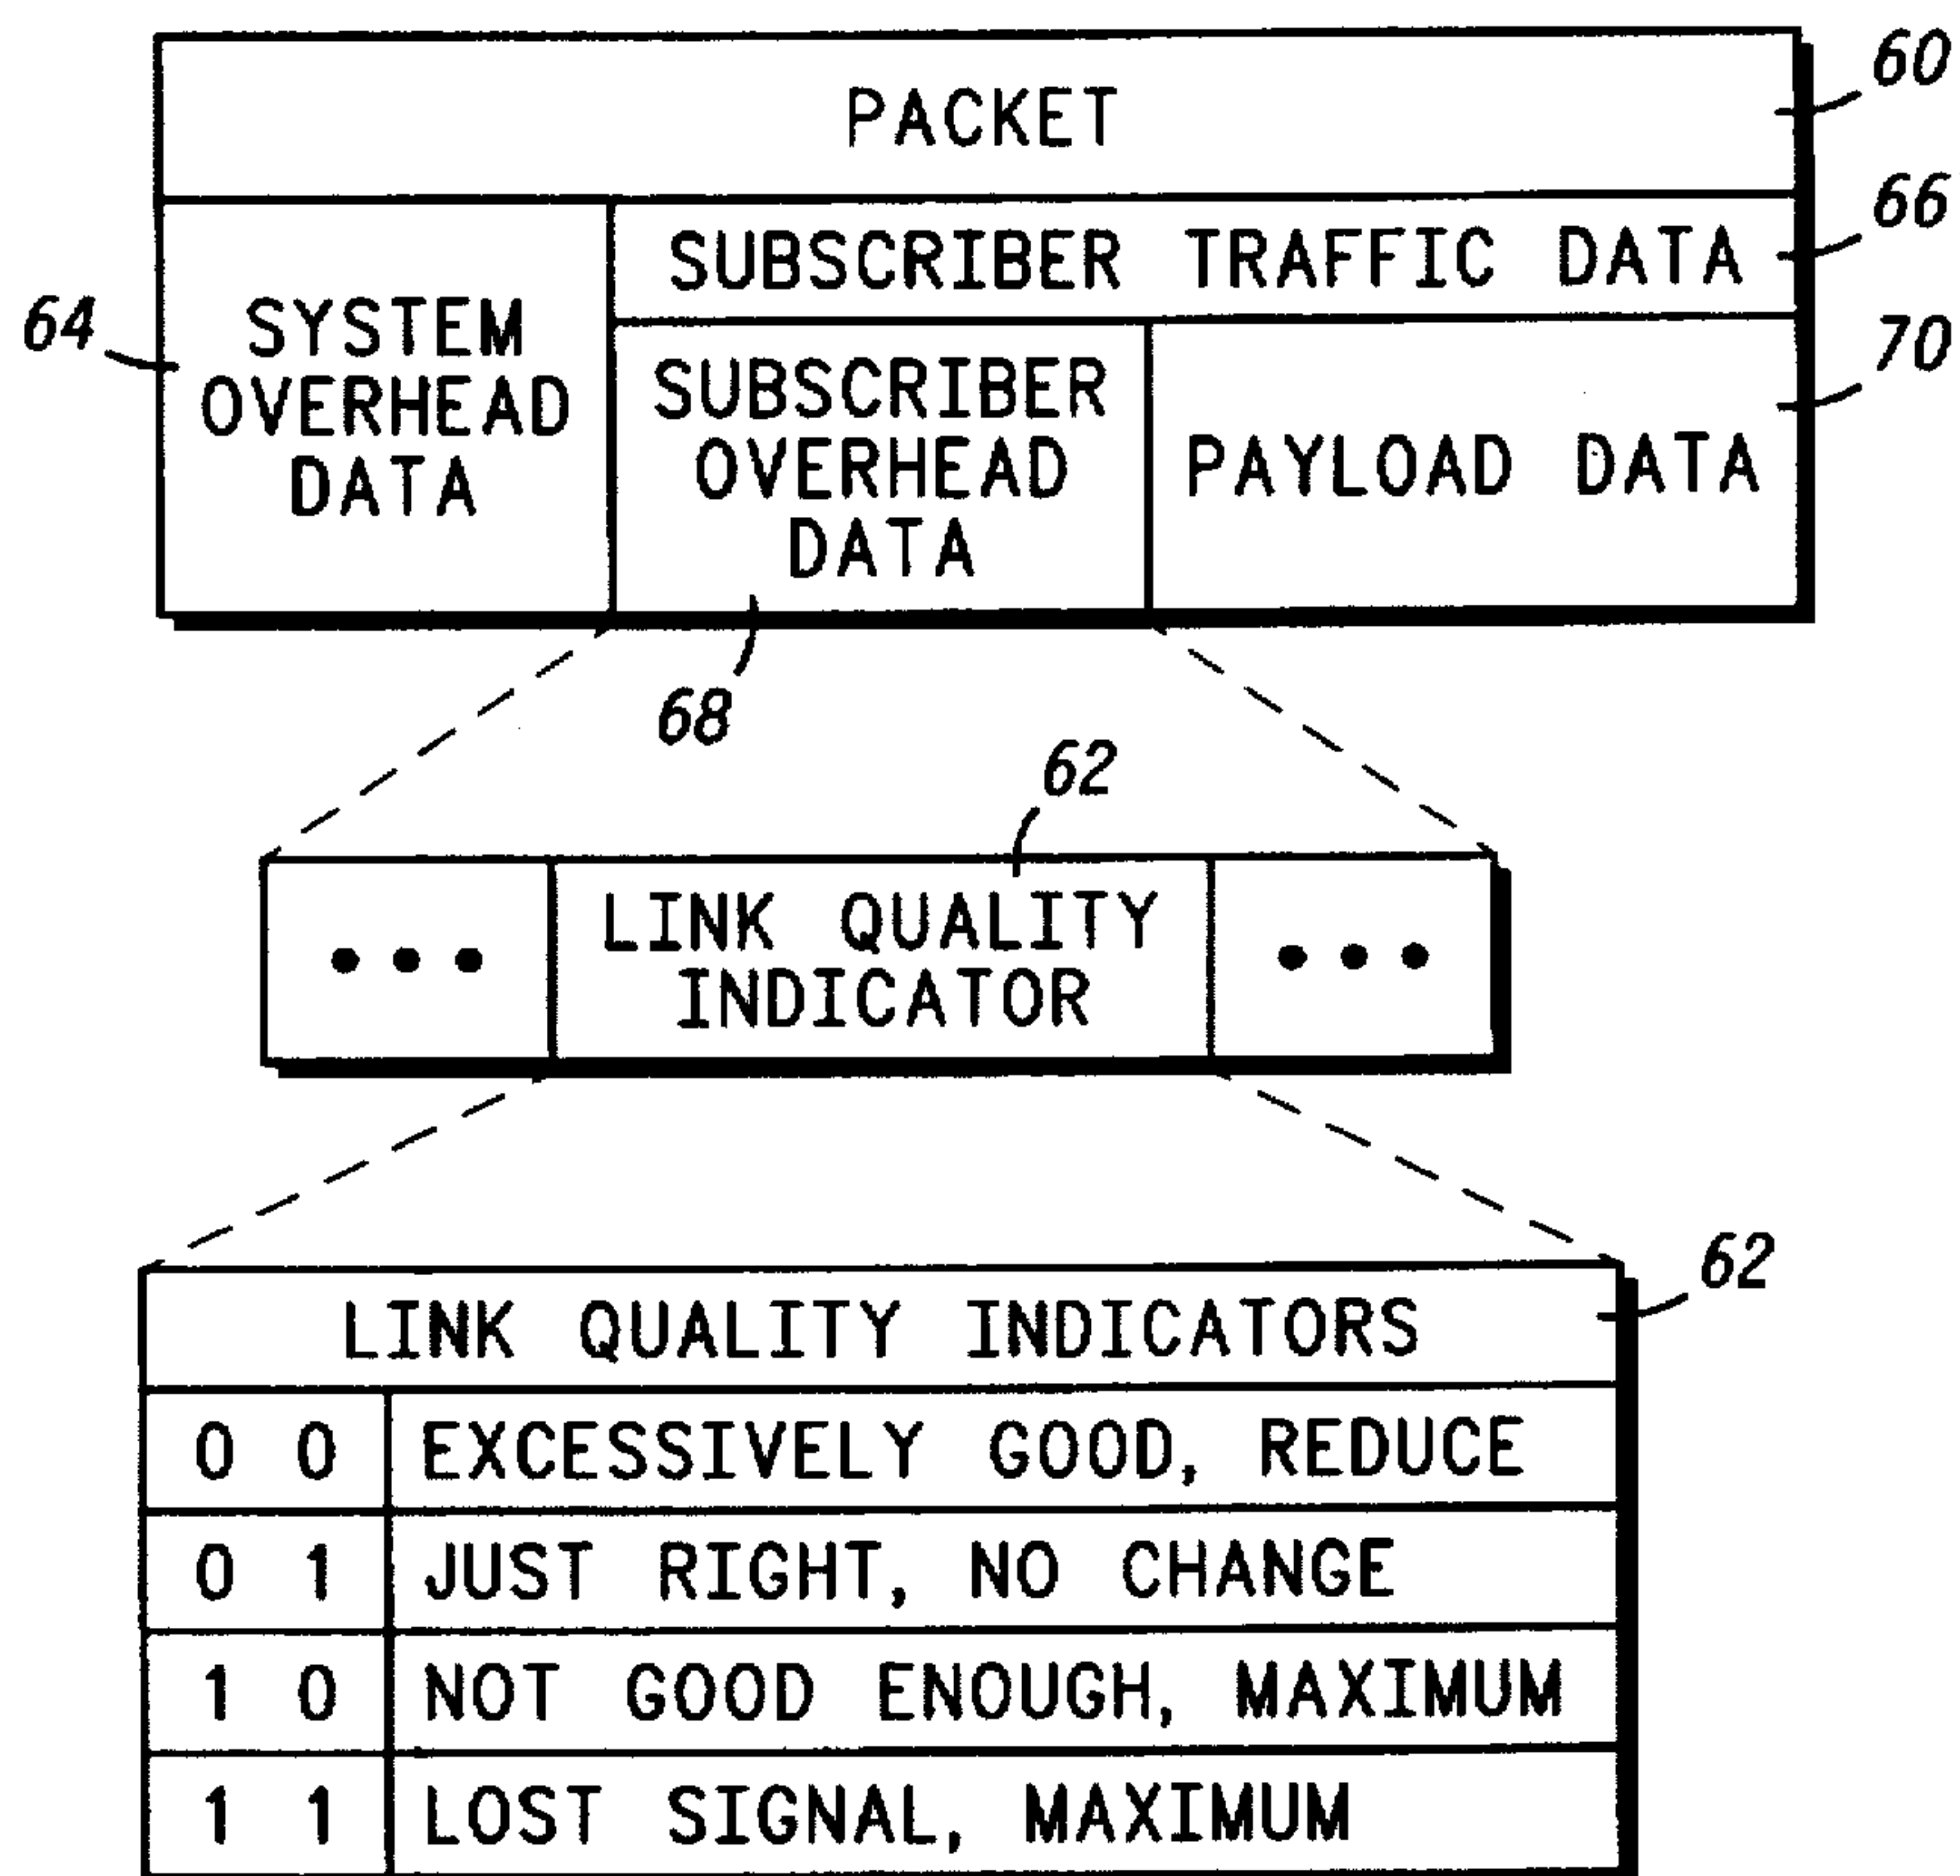 PACKET
60
SUBSCRIBER TRAFFIC DATA
66
64
SYSTEM
OVERHEAD
DATA
SUBSCRIBER
OVERHEAD
DATA
PAYLOAD DATA
70
68
62
• • •
LINK QUALITY
INDICATOR
• • •
62
LINK QUALITY INDICATORS
0 0 EXCESSIVELY GOOD, REDUCE
0 1 JUST RIGHT, NO CHANGE
1 0 NOT GOOD ENOUGH, MAXIMUM
1 1 LOST SIGNAL, MAXIMUM